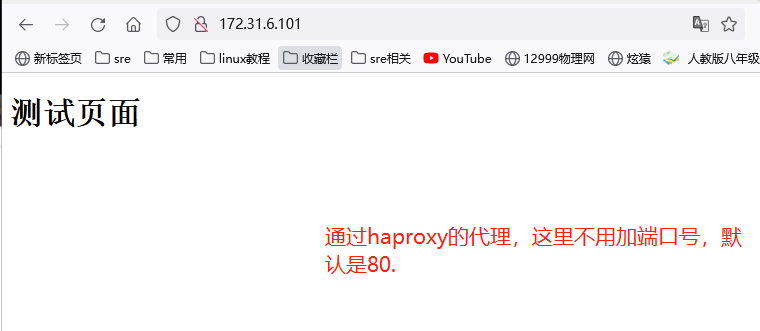 172.31.6.101
新标签页 sre 常用 linux教程 收藏栏 sre相关 YouTube 12999物理网 炫猿 人教版八年级
测试页面
通过haproxy的代理，这里不用加端口号，默
认是80.